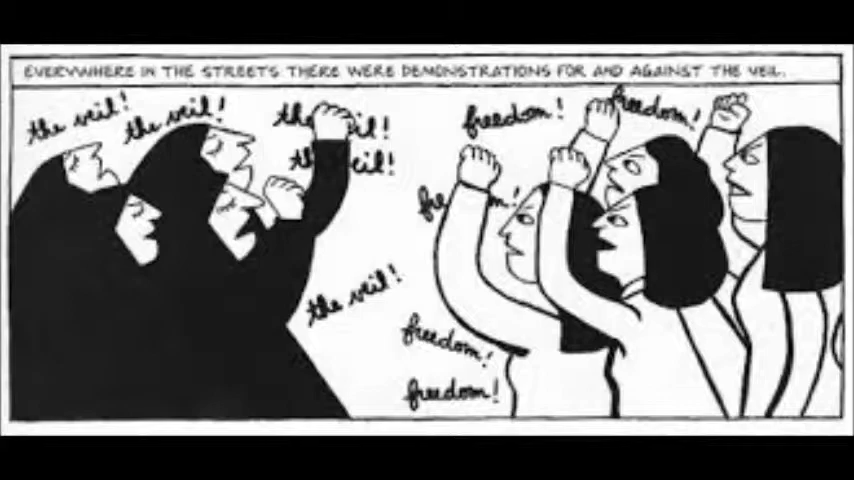 EVERYWHERE IN THE STREETS THERE WERE DEMONSTRATIONS FOR AND AGAINST THE VEIL.
the veil!
the veil!
the veil!
the veil!
the veil!
freedom!
freedom!
freedom!
freedom!
freedom!